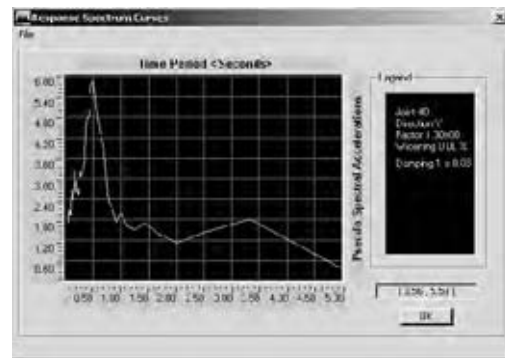 Response Spectrum Curves
File
Time Period <Seconds>
6.00
5.40
4.80
4.20
3.60
3.00
2.40
1.80
1.20
0.60
0.50 1.00 1.50 2.00 2.50 3.00 3.50 4.00 4.50 5.00
Pseudo Spectral Accelerations
Legend
Joint 40
Direction Y
Damping 1 = 0.05
OK